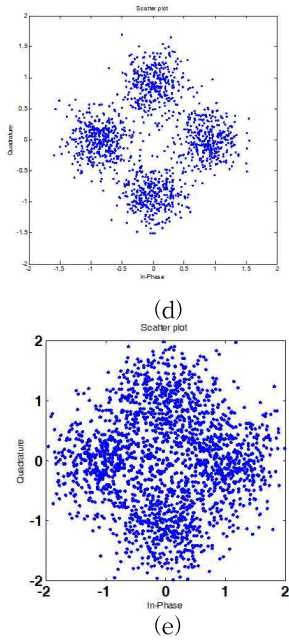 Scatter plot
2
1.5
1
0.5
0
-0.5
-1
-1.5
-2
Quadrature
-2 -1.5 -1 -0.5 0 0.5 1 1.5 2
In-Phase
(d)
Scatter plot
2
1
0
-1
-2
Quadrature
-2 -1 0 1 2
In-Phase
(e)